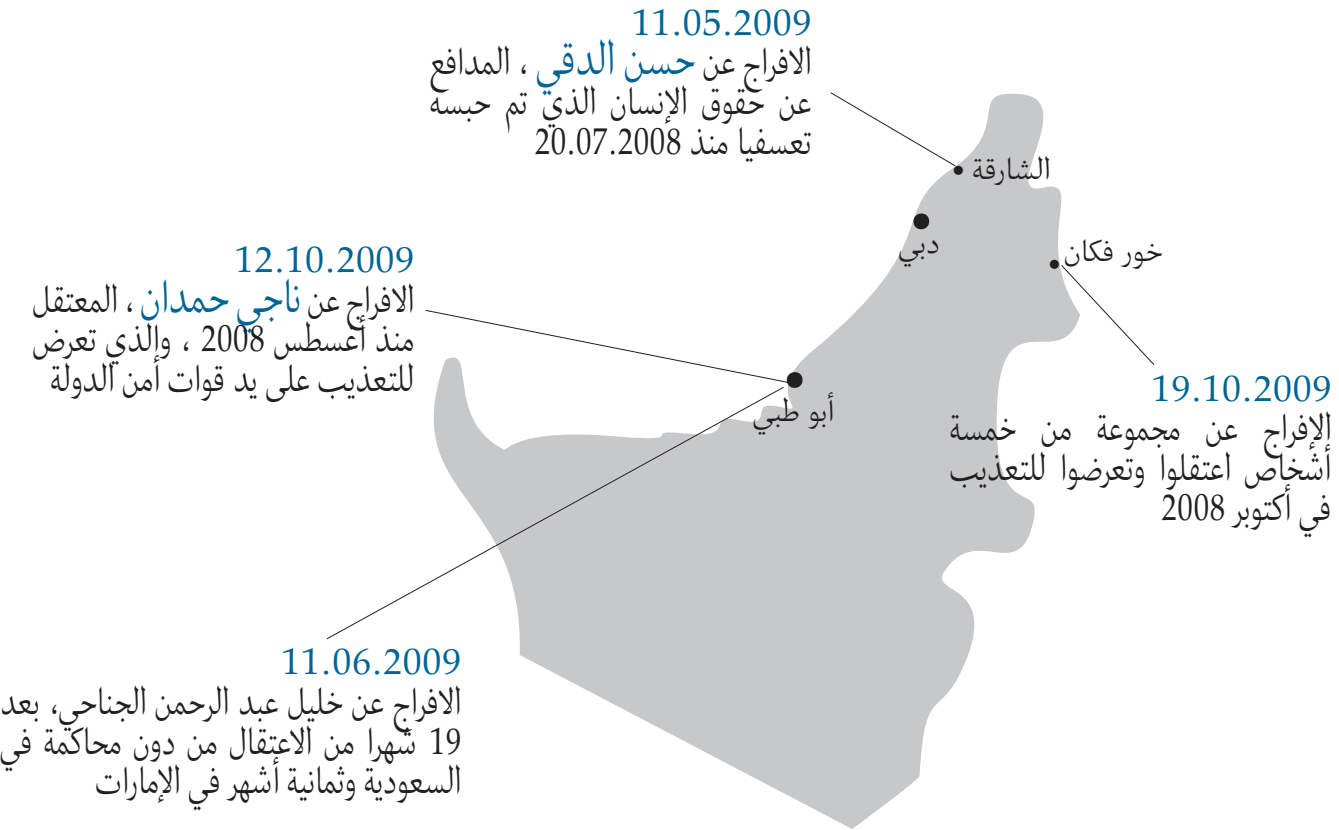 11.05.2009
الافراج عن حسن الدقي ، المدافع
عن حقوق الإنسان الذي تم حبسه
تعسفيا منذ 20.07.2008
الشارقة
دبي
خور فكان
12.10.2009
الافراج عن ناجي حمدان ، المعتقل
منذ أغسطس 2008 ، والذي تعرض
للتعذيب على يد قوات أمن الدولة
أبو ظبي
19.10.2009
الإفراج عن مجموعة من خمسة
أشخاص اعتقلوا وتعرضوا للتعذيب
في أكتوبر 2008
11.06.2009
الافراج عن خليل عبد الرحمن الجناحي، بعد
19 شهرا من الاعتقال من دون محاكمة في
السعودية وثمانية أشهر في الإمارات